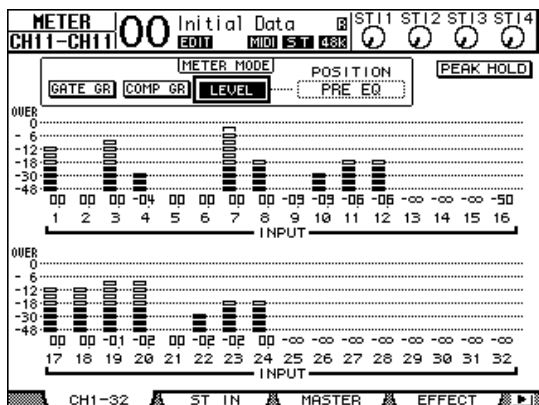 METER 00 Initial Data R STI1 STI2 STI3 STI4
CH11-CH11 EDIT MIDI ST 48K
METER MODE POSITION PEAK HOLD
GATE GR COMP GR LEVEL PRE EQ
OVER
0
- 6
-12
-18
-30
-48
00 00 00 -04 00 00 00 00 -09 -09 -06 -06 -∞ -∞ -∞ -50
1 2 3 4 5 6 7 8 9 10 11 12 13 14 15 16
INPUT
OVER
0
- 6
-12
-18
-30
-48
00 00 -01 -02 00 -02 -02 00 -∞ -∞ -∞ -∞ -∞ -∞ -∞ -∞
17 18 19 20 21 22 23 24 25 26 27 28 29 30 31 32
INPUT
CH1-32 ST IN MASTER EFFECT